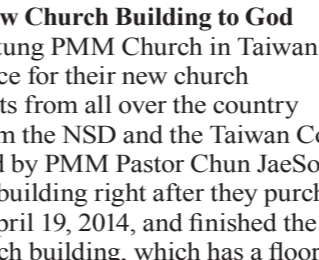 w Church Building to God
tung PMM Church in Taiwan
ce for their new church
ts from all over the country
m the NSD and the Taiwan Co
d by PMM Pastor Chun JaeSo
building right after they purch
pril 19, 2014, and finished the
ch building, which has a floor